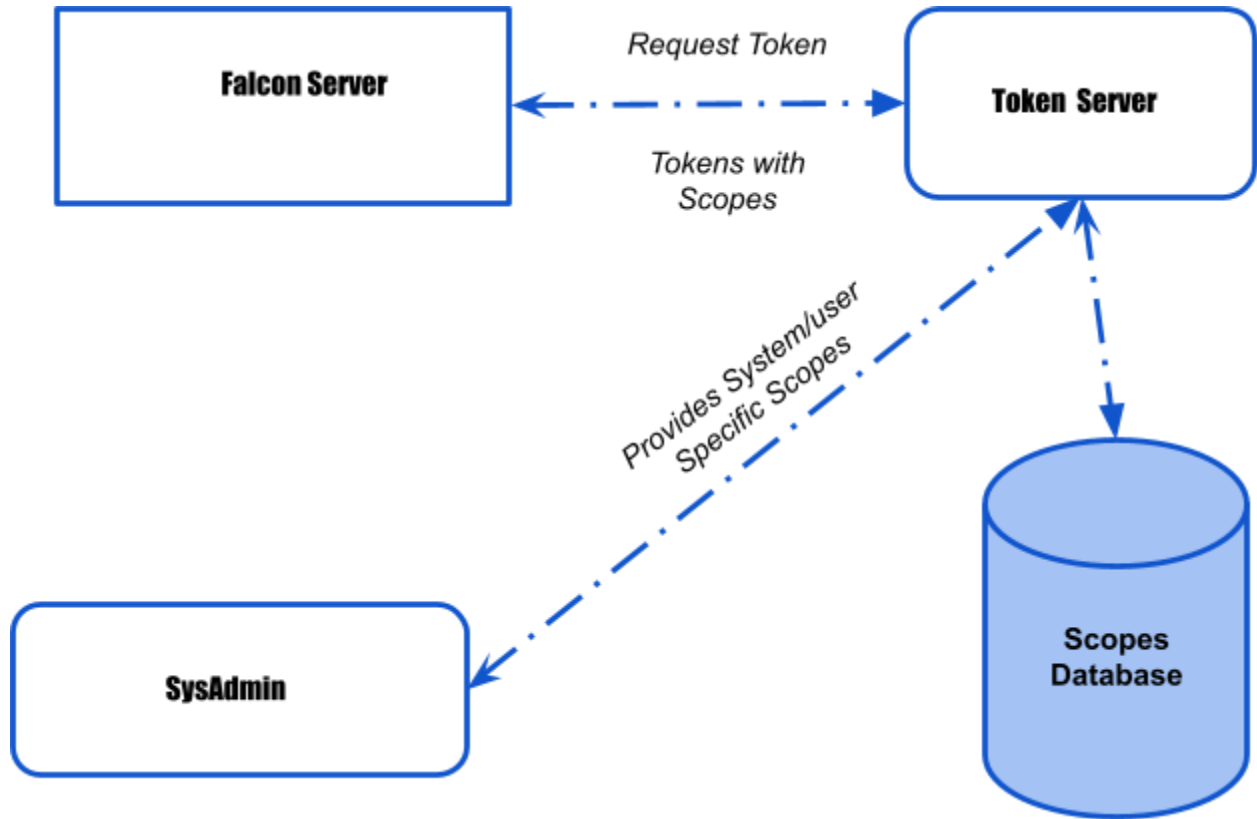 Falcon Server
Request Token
Token Server
Tokens with
Scopes
Provides System/user
Specific Scopes
SysAdmin
Scopes
Database